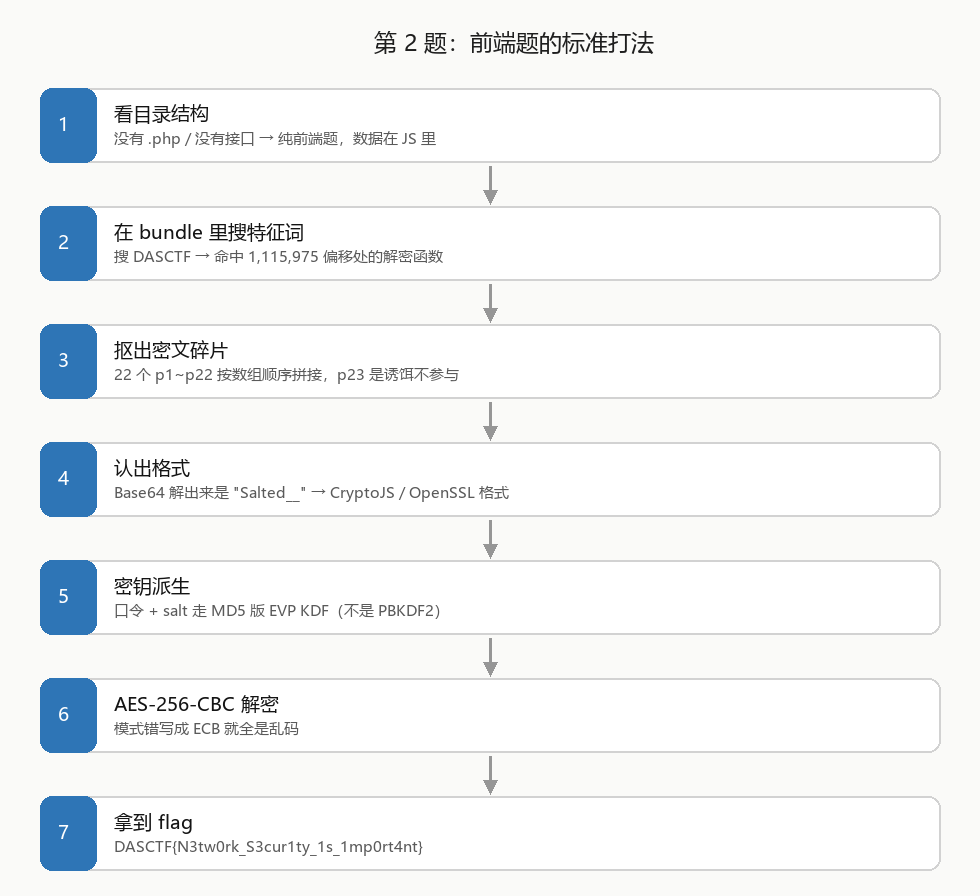 第 2 题：前端题的标准打法
1
看目录结构
没有 .php / 没有接口 → 纯前端题，数据在 JS 里
2
在 bundle 里搜特征词
搜 DASCTF → 命中 1,115,975 偏移处的解密函数
3
抠出密文碎片
22 个 p1~p22 按数组顺序拼接，p23 是诱饵不参与
4
认出格式
Base64 解出来是 "Salted__" → CryptoJS / OpenSSL 格式
5
密钥派生
口令 + salt 走 MD5 版 EVP KDF（不是 PBKDF2）
6
AES-256-CBC 解密
模式错写成 ECB 就全是乱码
7
拿到 flag
DASCTF{N3tw0rk_S3cur1ty_1s_1mp0rt4nt}